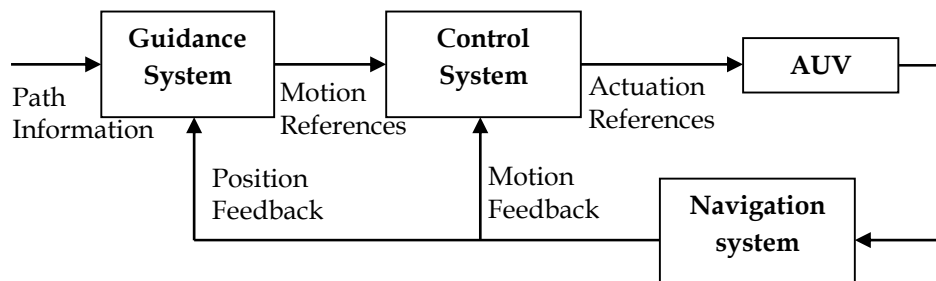 Guidance
System
Control
System
AUV
Path
Information
Motion
References
Actuation
References
Position
Feedback
Motion
Feedback
Navigation
system